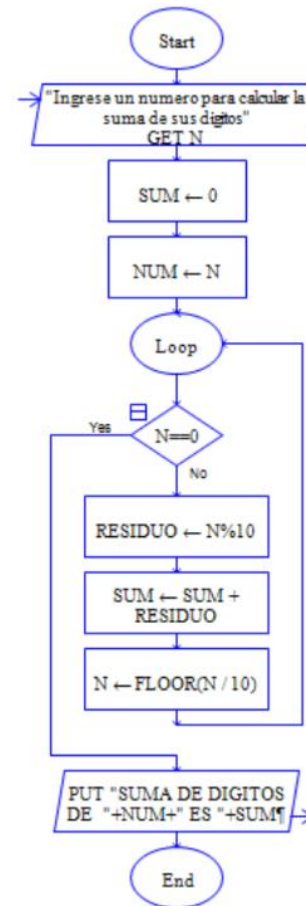 Start
"Ingrese un numero para calcular la
suma de sus digitos"
GET N
SUM ← 0
NUM ← N
Loop
N==0
Yes
No
RESIDUO ← N%10
SUM ← SUM +
RESIDUO
N ← FLOOR(N / 10)
PUT "SUMA DE DIGITOS
DE "+NUM+" ES "+SUM¶
End